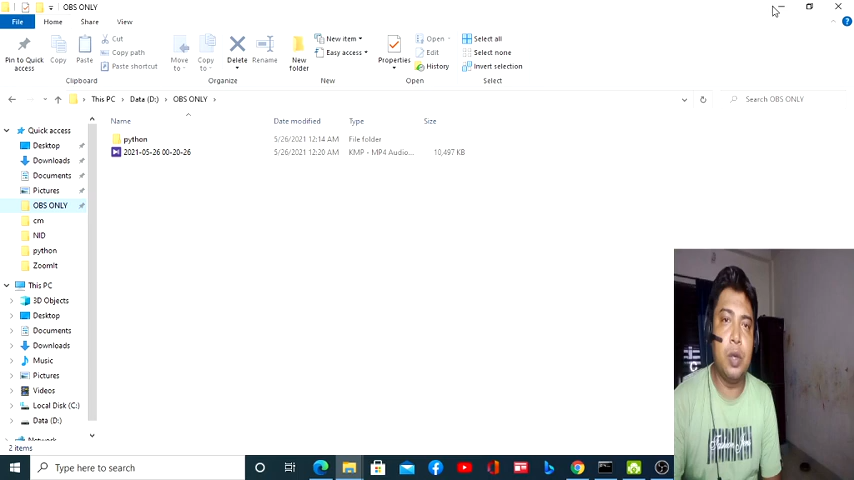 OBS ONLY
File Home Share View
Pin to Quick access
Copy
Paste
Cut
Copy path
Paste shortcut
Clipboard
Move to
Copy to
Delete
Rename
Organize
New folder
New item
Easy access
New
Properties
Open
Edit
History
Open
Select all
Select none
Invert selection
Select
This PC > Data (D:) > OBS ONLY >
Search OBS ONLY
Name Date modified Type Size
python 5/26/2021 12:14 AM File folder
2021-05-26 00-20-26 5/26/2021 12:20 AM KMP - MP4 Audio... 10,497 KB
Quick access
Desktop
Downloads
Documents
Pictures
OBS ONLY
cm
NID
python
ZoomIt
This PC
3D Objects
Desktop
Documents
Downloads
Music
Pictures
Videos
Local Disk (C:)
Data (D:)
Network
2 items
Type here to search